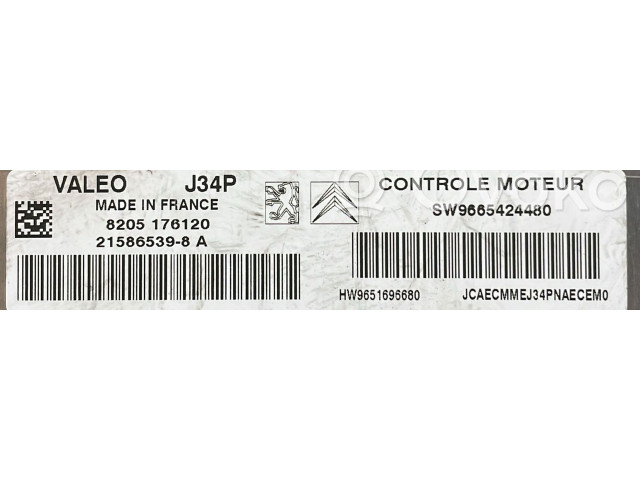 VALEO J34P
MADE IN FRANCE
8205 176120
21586539-8 A
CONTROLE MOTEUR
SW9665424480
HW9651696680 JCAECMMEJ34PNAECEM0